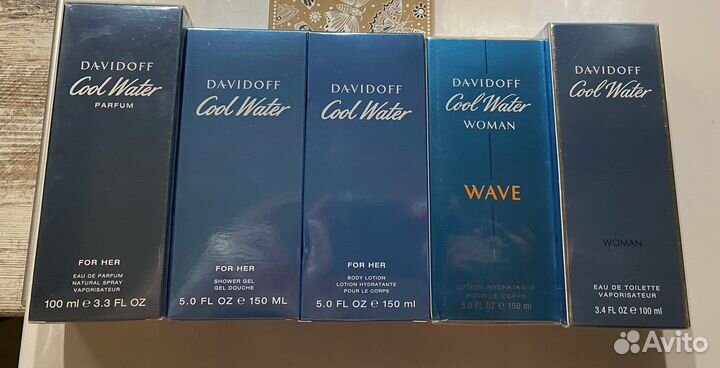 DAVIDOFF
Cool Water
PARFUM
FOR HER
EAU DE PARFUM
NATURAL SPRAY
VAPORISATEUR
100 ml e 3.3 FL OZ
DAVIDOFF
Cool Water
FOR HER
SHOWER GEL
GEL DOUCHE
5.0 FL OZ e 150 ML
DAVIDOFF
Cool Water
FOR HER
BODY LOTION
LOTION HYDRATANTE
POUR LE CORPS
5.0 FL OZ e 150 ml
DAVIDOFF
Cool Water
WOMAN
WAVE
LOTION HYDRATANTE
POUR LE CORPS
5.0 FL OZ e 150 ml
DAVIDOFF
Cool Water
WOMAN
EAU DE TOILETTE
VAPORISATEUR
3.4 FL OZ e 100 ml
Avito